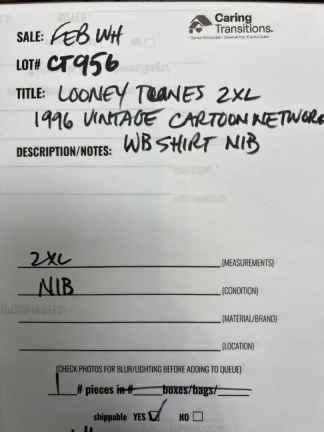 Caring
Transitions.
SALE: FEB WH
LOT# CT956
TITLE: LOONEY TOONES 2XL
1996 VINTAGE CARTOON NETWORK
DESCRIPTION/NOTES: WB SHIRT NIB
2XL (MEASUREMENTS)
NIB (CONDITION)
(MATERIAL/BRAND)
(LOCATION)
(CHECK PHOTOS FOR BLUR/LIGHTING BEFORE ADDING TO QUEUE)
1 # pieces in # boxes/bags/
shippable YES ☑ NO ☐